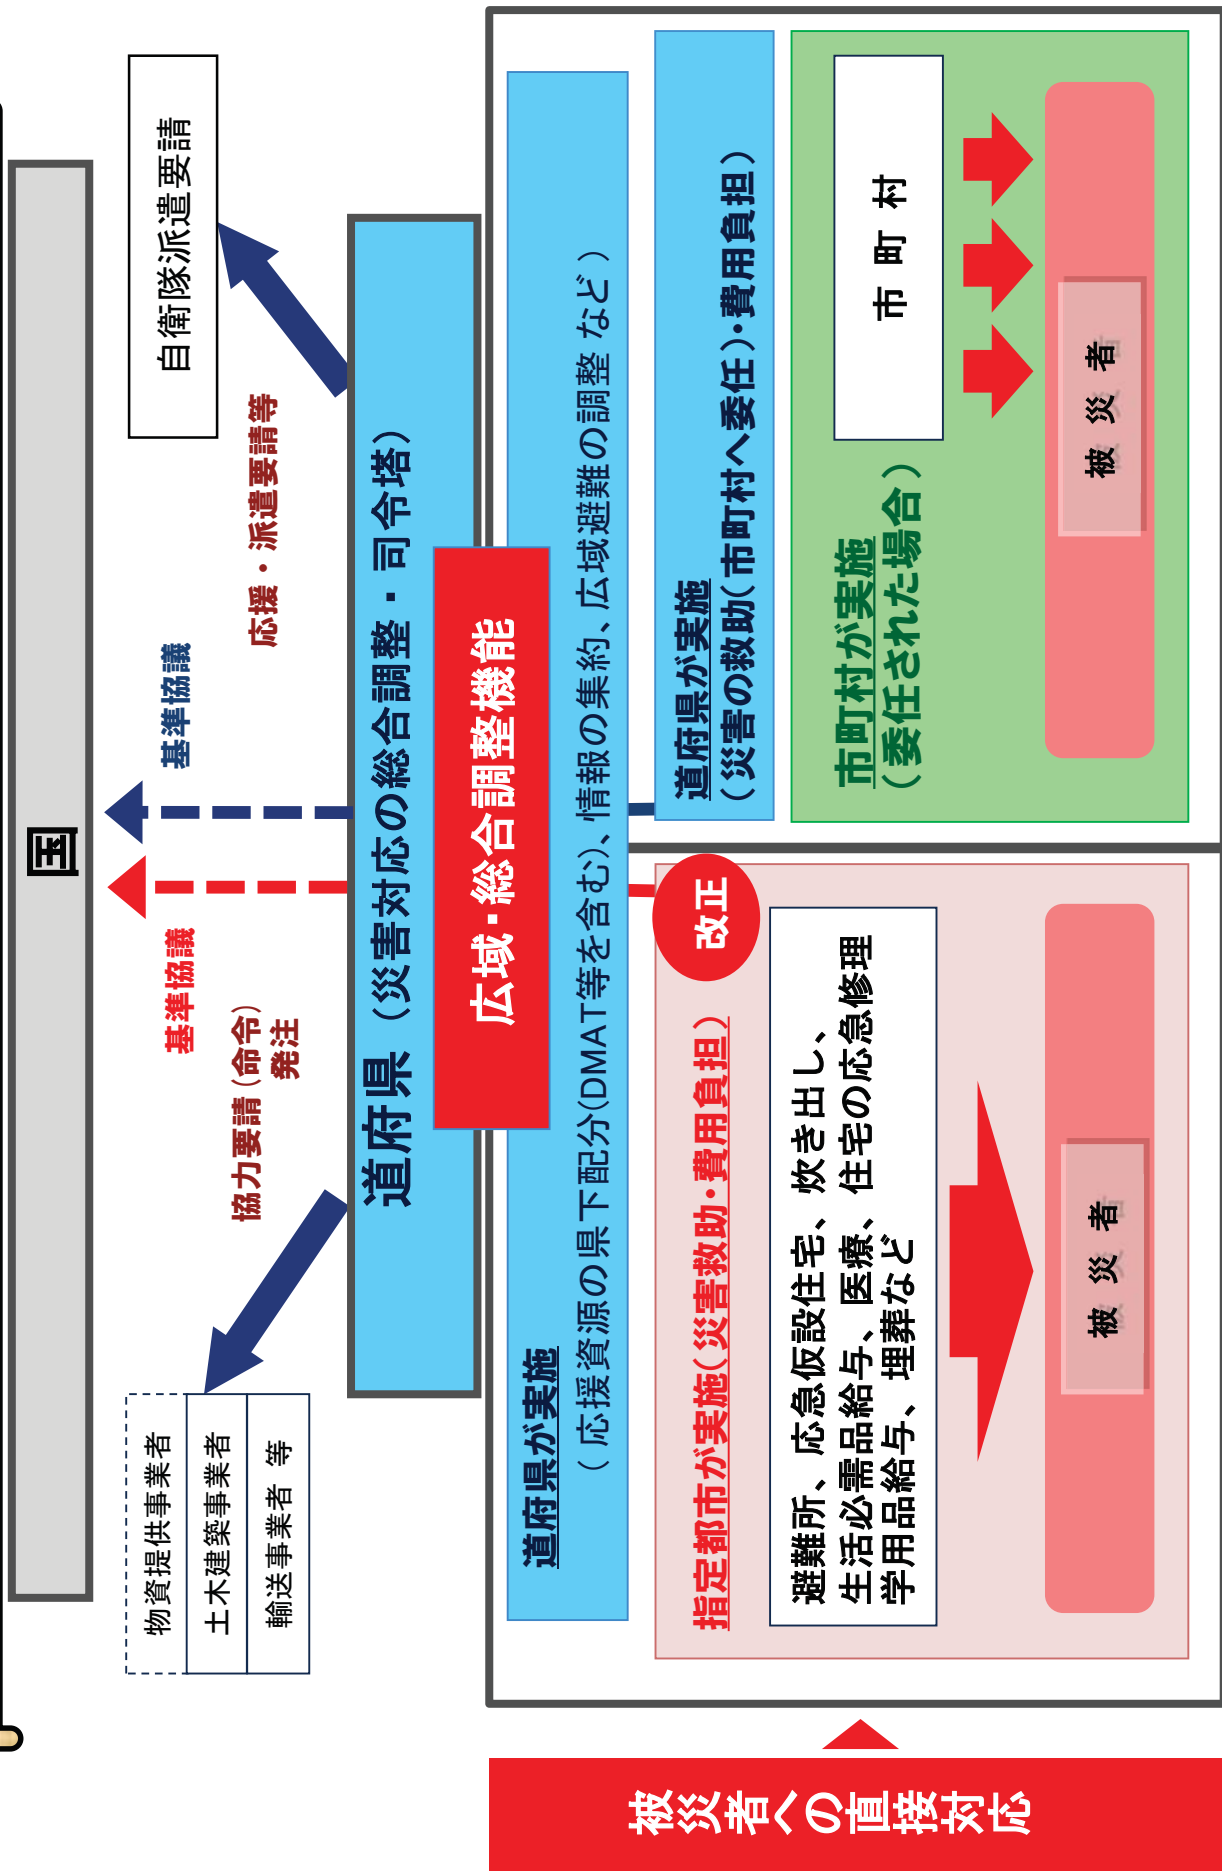 国
基準協議
基準協議
自衛隊派遣要請
応援・派遣要請等
協力要請(命令)
発注
物資提供事業者
土木建築事業者
輸送事業者 等
道府県（災害対応の総合調整・司令塔）
広域・総合調整機能
道府県が実施
（応援資源の県下配分(DMAT等を含む)、情報の集約、広域避難の調整 など）
改正
指定都市が実施(災害救助・費用負担)
避難所、応急仮設住宅、炊き出し、
生活必需品給与、医療、住宅の応急修理
学用品給与、埋葬など
被災者
道府県が実施
（災害の救助(市町村へ委任)・費用負担）
市町村が実施
（委任された場合）
市町村
被災者
被災者への直接対応